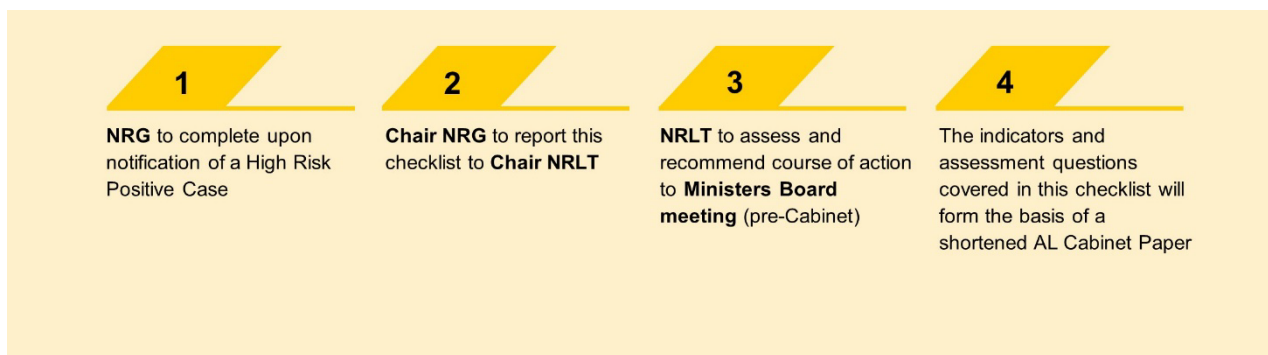 1
NRG to complete upon
notification of a High Risk
Positive Case
2
Chair NRG to report this
checklist to Chair NRLT
3
NRLT to assess and
recommend course of action
to Ministers Board
meeting (pre-Cabinet)
4
The indicators and
assessment questions
covered in this checklist will
form the basis of a
shortened AL Cabinet Paper